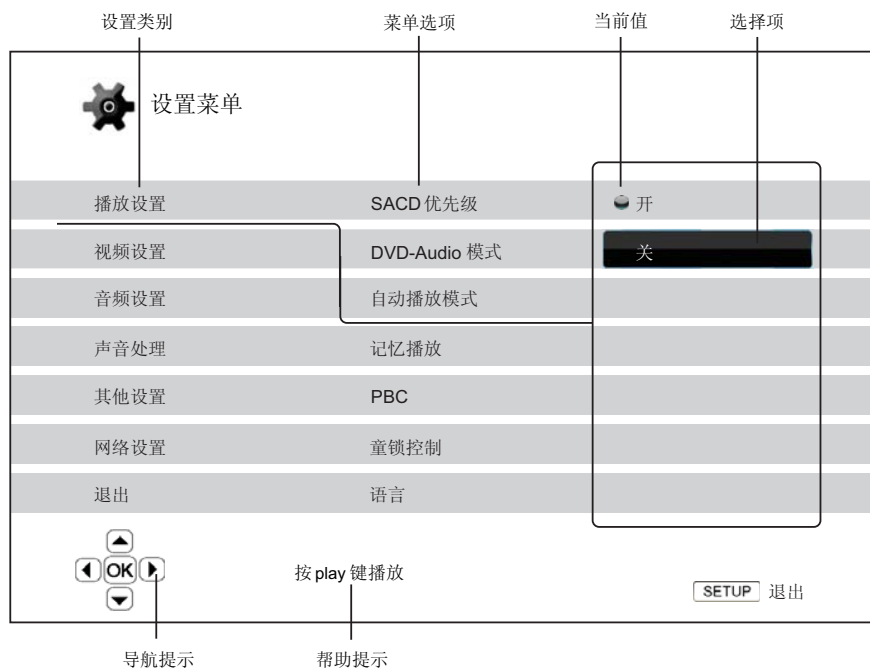 设置类别 菜单选项 当前值 选择项
设置菜单
播放设置 SACD 优先级 开
视频设置 DVD-Audio 模式 关
音频设置 自动播放模式
声音处理 记忆播放
其他设置 PBC
网络设置 童锁控制
退出 语言
OK 按 play 键播放
SETUP 退出
导航提示 帮助提示